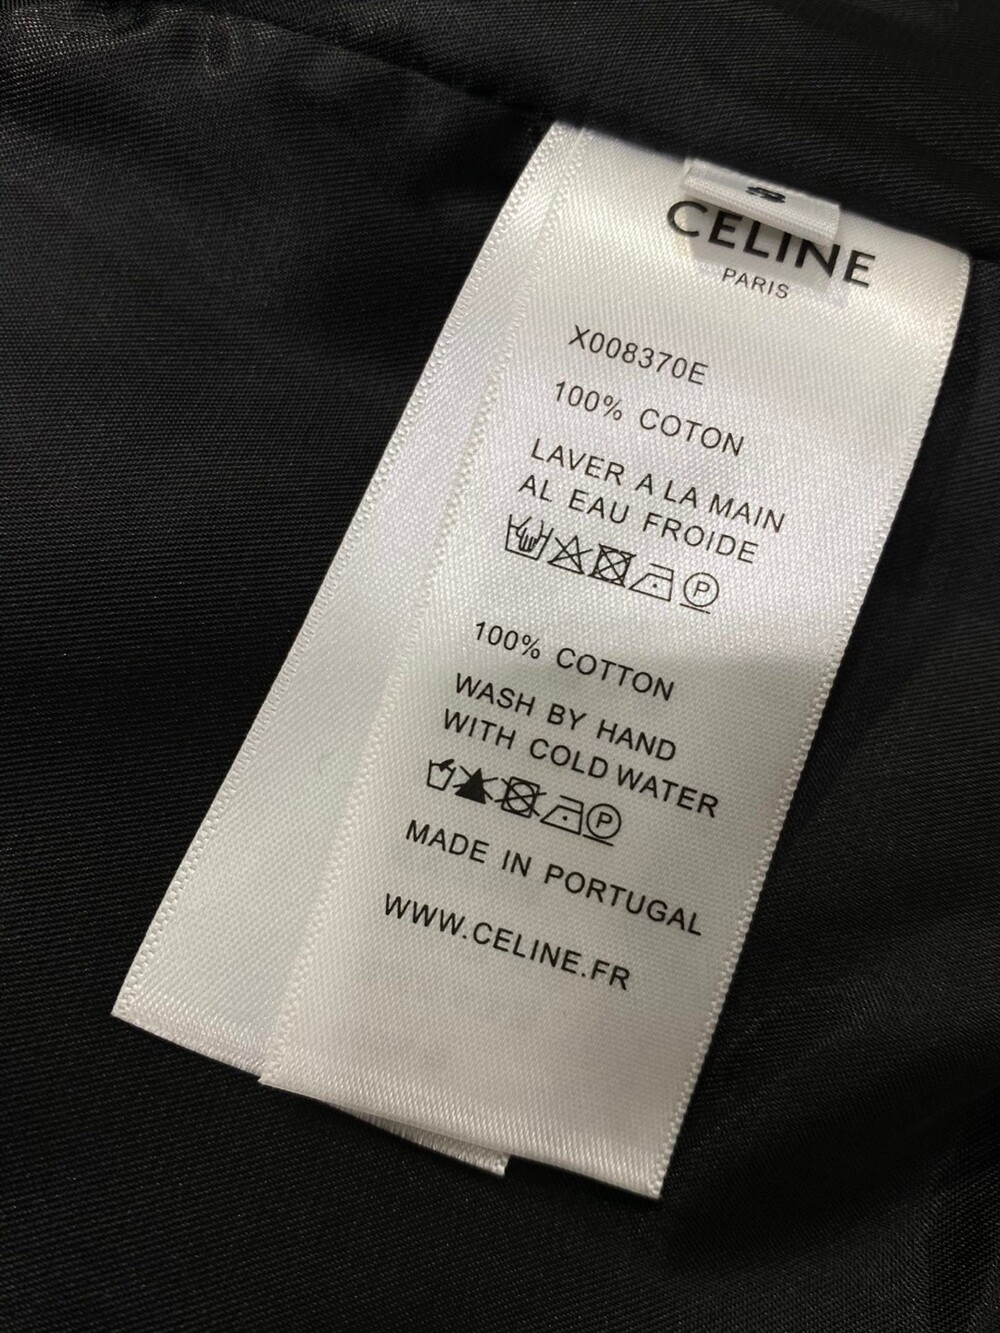 S
CELINE
PARIS
X008370E
100% COTON
LAVER A LA MAIN
AL EAU FROIDE
P
100% COTTON
WASH BY HAND
WITH COLD WATER
P
MADE IN PORTUGAL
WWW.CELINE.FR